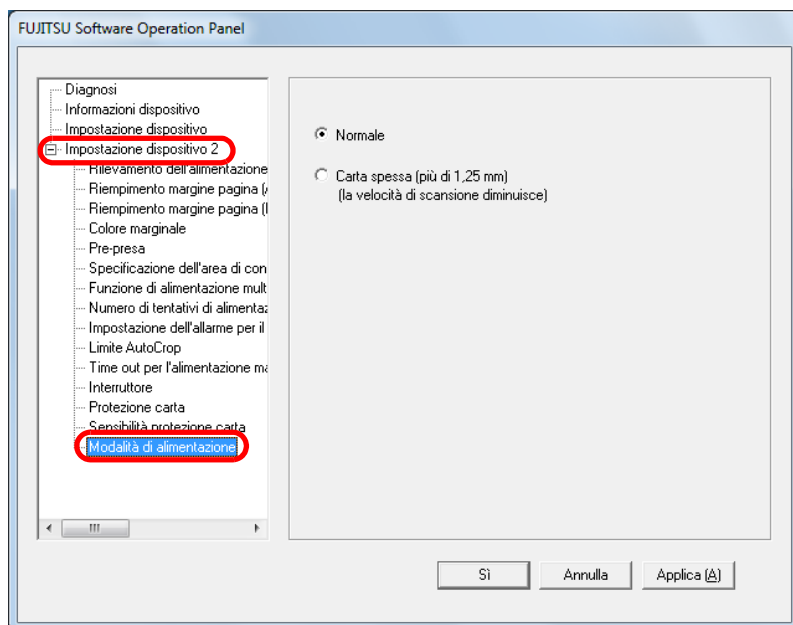 FUJITSU Software Operation Panel
Diagnosi
Informazioni dispositivo
Impostazione dispositivo
Impostazione dispositivo 2
Rilevamento dell'alimentazione
Riempimento margine pagina (
Riempimento margine pagina (
Colore marginale
Pre-presa
Specificazione dell'area di con
Funzione di alimentazione mult
Numero di tentativi di alimentaz
Impostazione dell'allarme per il
Limite AutoCrop
Time out per l'alimentazione ma
Interruttore
Protezione carta
Sensibilità protezione carta
Modalità di alimentazione
Normale
Carta spessa (più di 1,25 mm)
(la velocità di scansione diminuisce)
Sì
Annulla
Applica (A)